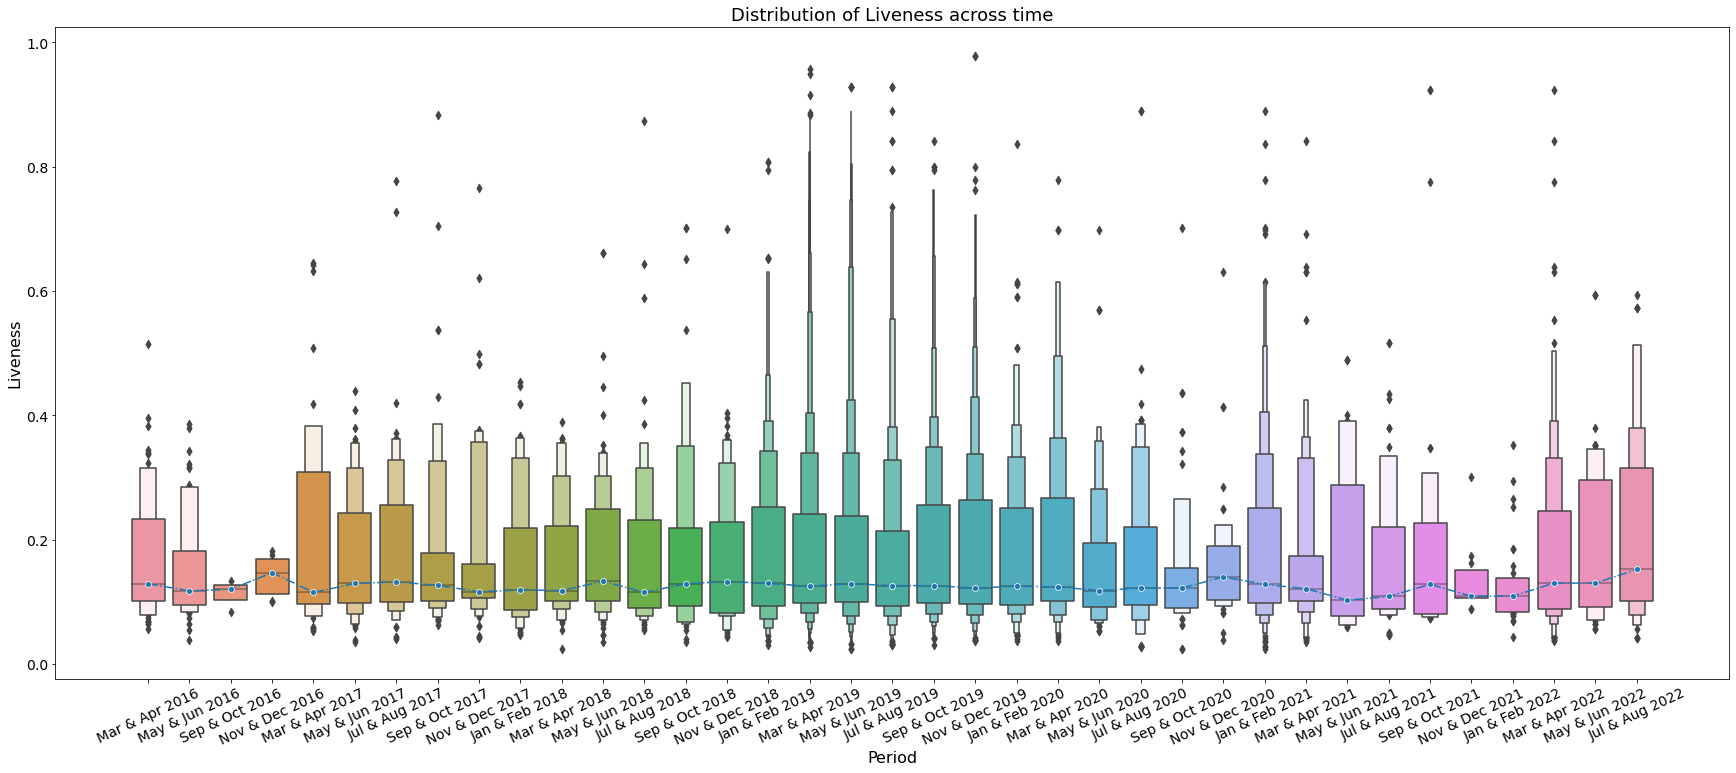 Distribution of Liveness across time
Liveness
1.0
0.8
0.6
0.4
0.2
0.0
Mar & Apr 2016
May & Jun 2016
Sep & Oct 2016
Nov & Dec 2016
Mar & Apr 2017
May & Jun 2017
Jul & Aug 2017
Sep & Oct 2017
Nov & Dec 2017
Jan & Feb 2018
Mar & Apr 2018
May & Jun 2018
Jul & Aug 2018
Sep & Oct 2018
Nov & Dec 2018
Jan & Feb 2019
Mar & Apr 2019
May & Jun 2019
Jul & Aug 2019
Sep & Oct 2019
Nov & Dec 2019
Jan & Feb 2020
Mar & Apr 2020
May & Jun 2020
Jul & Aug 2020
Sep & Oct 2020
Nov & Dec 2020
Jan & Feb 2021
Mar & Apr 2021
May & Jun 2021
Jul & Aug 2021
Sep & Oct 2021
Nov & Dec 2021
Jan & Feb 2022
Mar & Apr 2022
May & Jun 2022
Jul & Aug 2022
Period